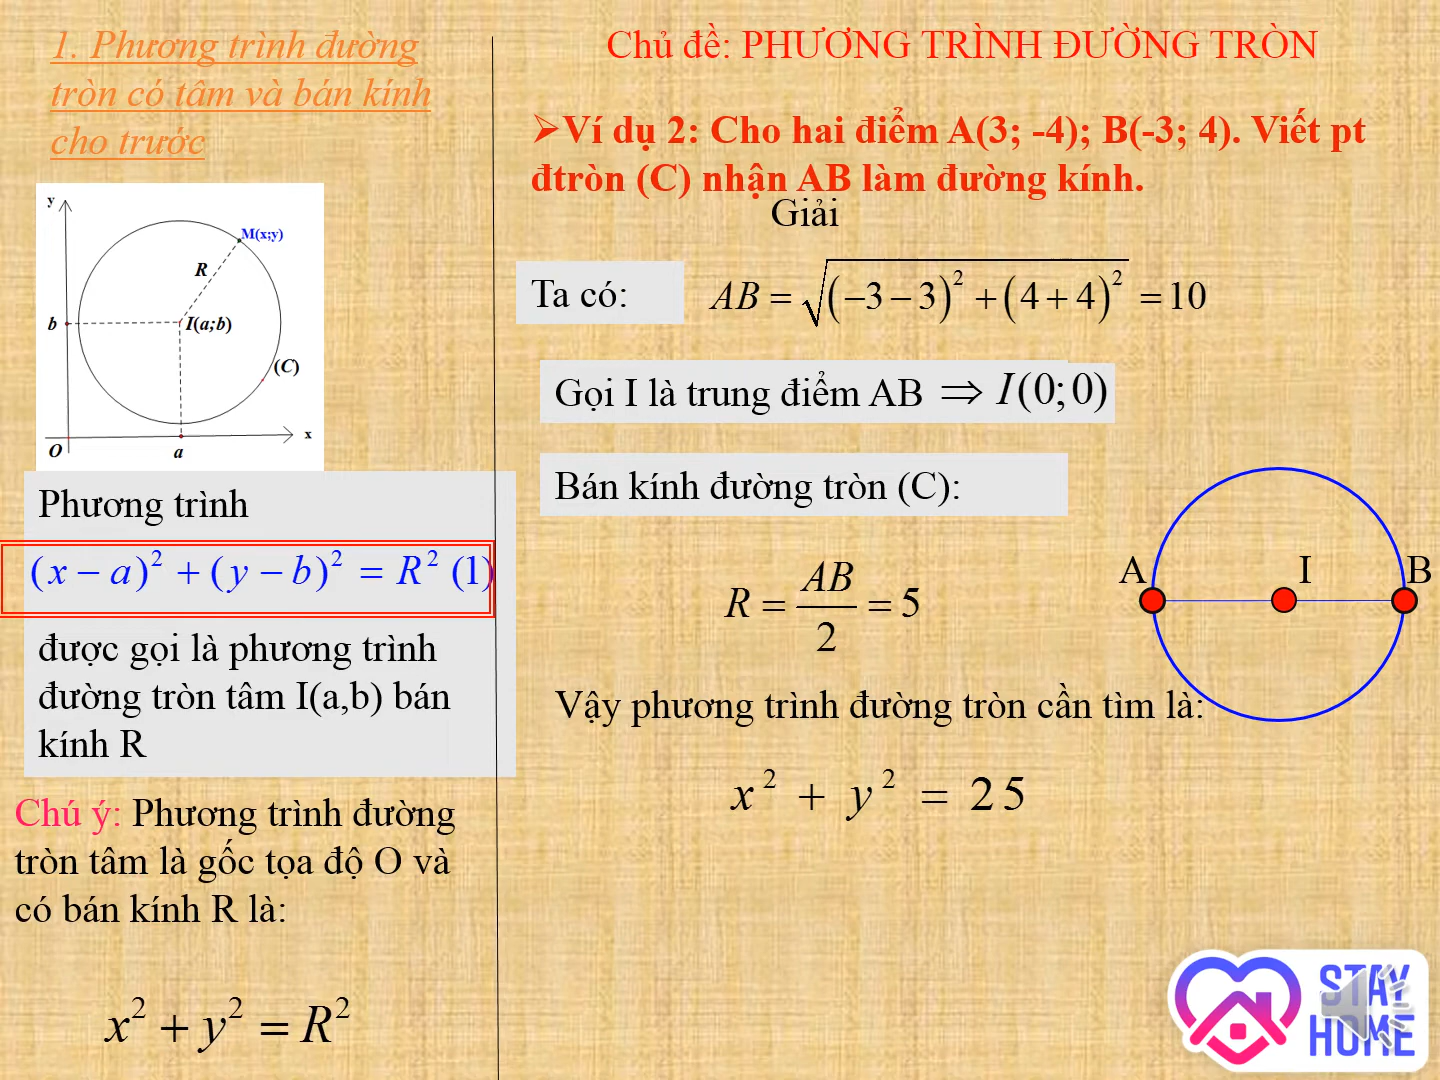 1. Phương trình đường
tròn có tâm và bán kính
cho trước
y
M(x;y)
R
b
I(a;b)
(C)
O
a
x
Phương trình
(x − a)² + (y − b)² = R² (1)
được gọi là phương trình
đường tròn tâm I(a,b) bán
kính R
Chú ý: Phương trình đường
tròn tâm là gốc tọa độ O và
có bán kính R là:
x² + y² = R²
Chủ đề: PHƯƠNG TRÌNH ĐƯỜNG TRÒN
➢Ví dụ 2: Cho hai điểm A(3; -4); B(-3; 4). Viết pt
đtròn (C) nhận AB làm đường kính.
Giải
Ta có: AB = √((−3 − 3)² + (4 + 4)²) = 10
Gọi I là trung điểm AB ⇒ I(0;0)
Bán kính đường tròn (C):
R = AB/2 = 5
A I B
Vậy phương trình đường tròn cần tìm là:
x² + y² = 25
STAY
HOME